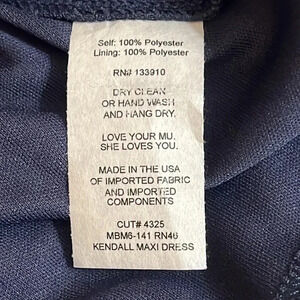 Self: 100% Polyester
Lining: 100% Polyester
RN# 133910
DRY CLEAN
OR HAND WASH
AND HANG DRY.
LOVE YOUR MU.
SHE LOVES YOU.
MADE IN THE USA
OF IMPORTED FABRIC
AND IMPORTED
COMPONENTS
CUT# 4325
MBM6-141 RN46
KENDALL MAXI DRESS